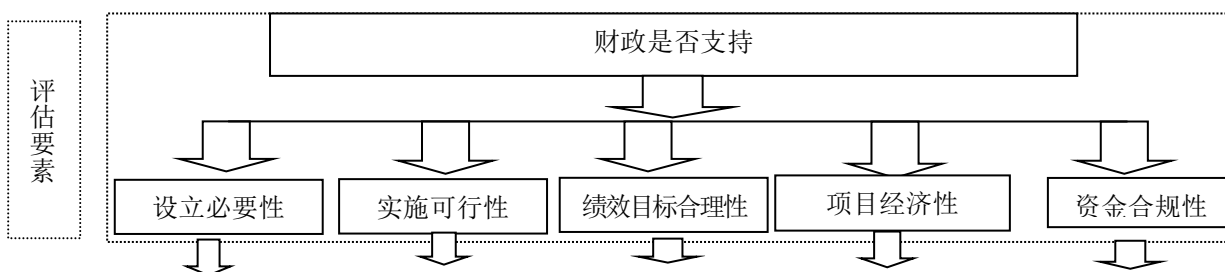 财政是否支持
评估要素
设立必要性
实施可行性
绩效目标合理性
项目经济性
资金合规性